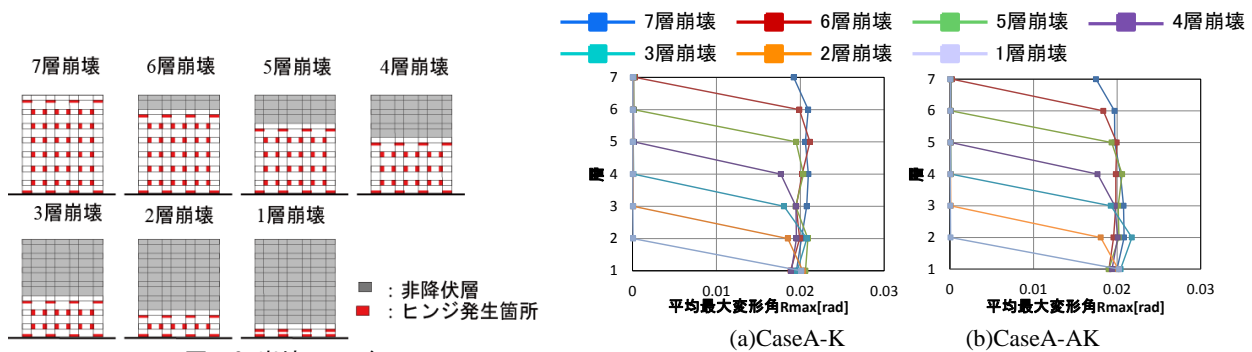 7層崩壊
6層崩壊
5層崩壊
4層崩壊
3層崩壊
2層崩壊
1層崩壊
: 非降伏層
: ヒンジ発生箇所
7層崩壊
6層崩壊
5層崩壊
4層崩壊
3層崩壊
2層崩壊
1層崩壊
7
6
5
4
3
2
1
層
0
0.01
0.02
0.03
平均最大変形角Rmax[rad]
(a)CaseA-K
7
6
5
4
3
2
1
層
0
0.01
0.02
0.03
平均最大変形角Rmax[rad]
(b)CaseA-AK